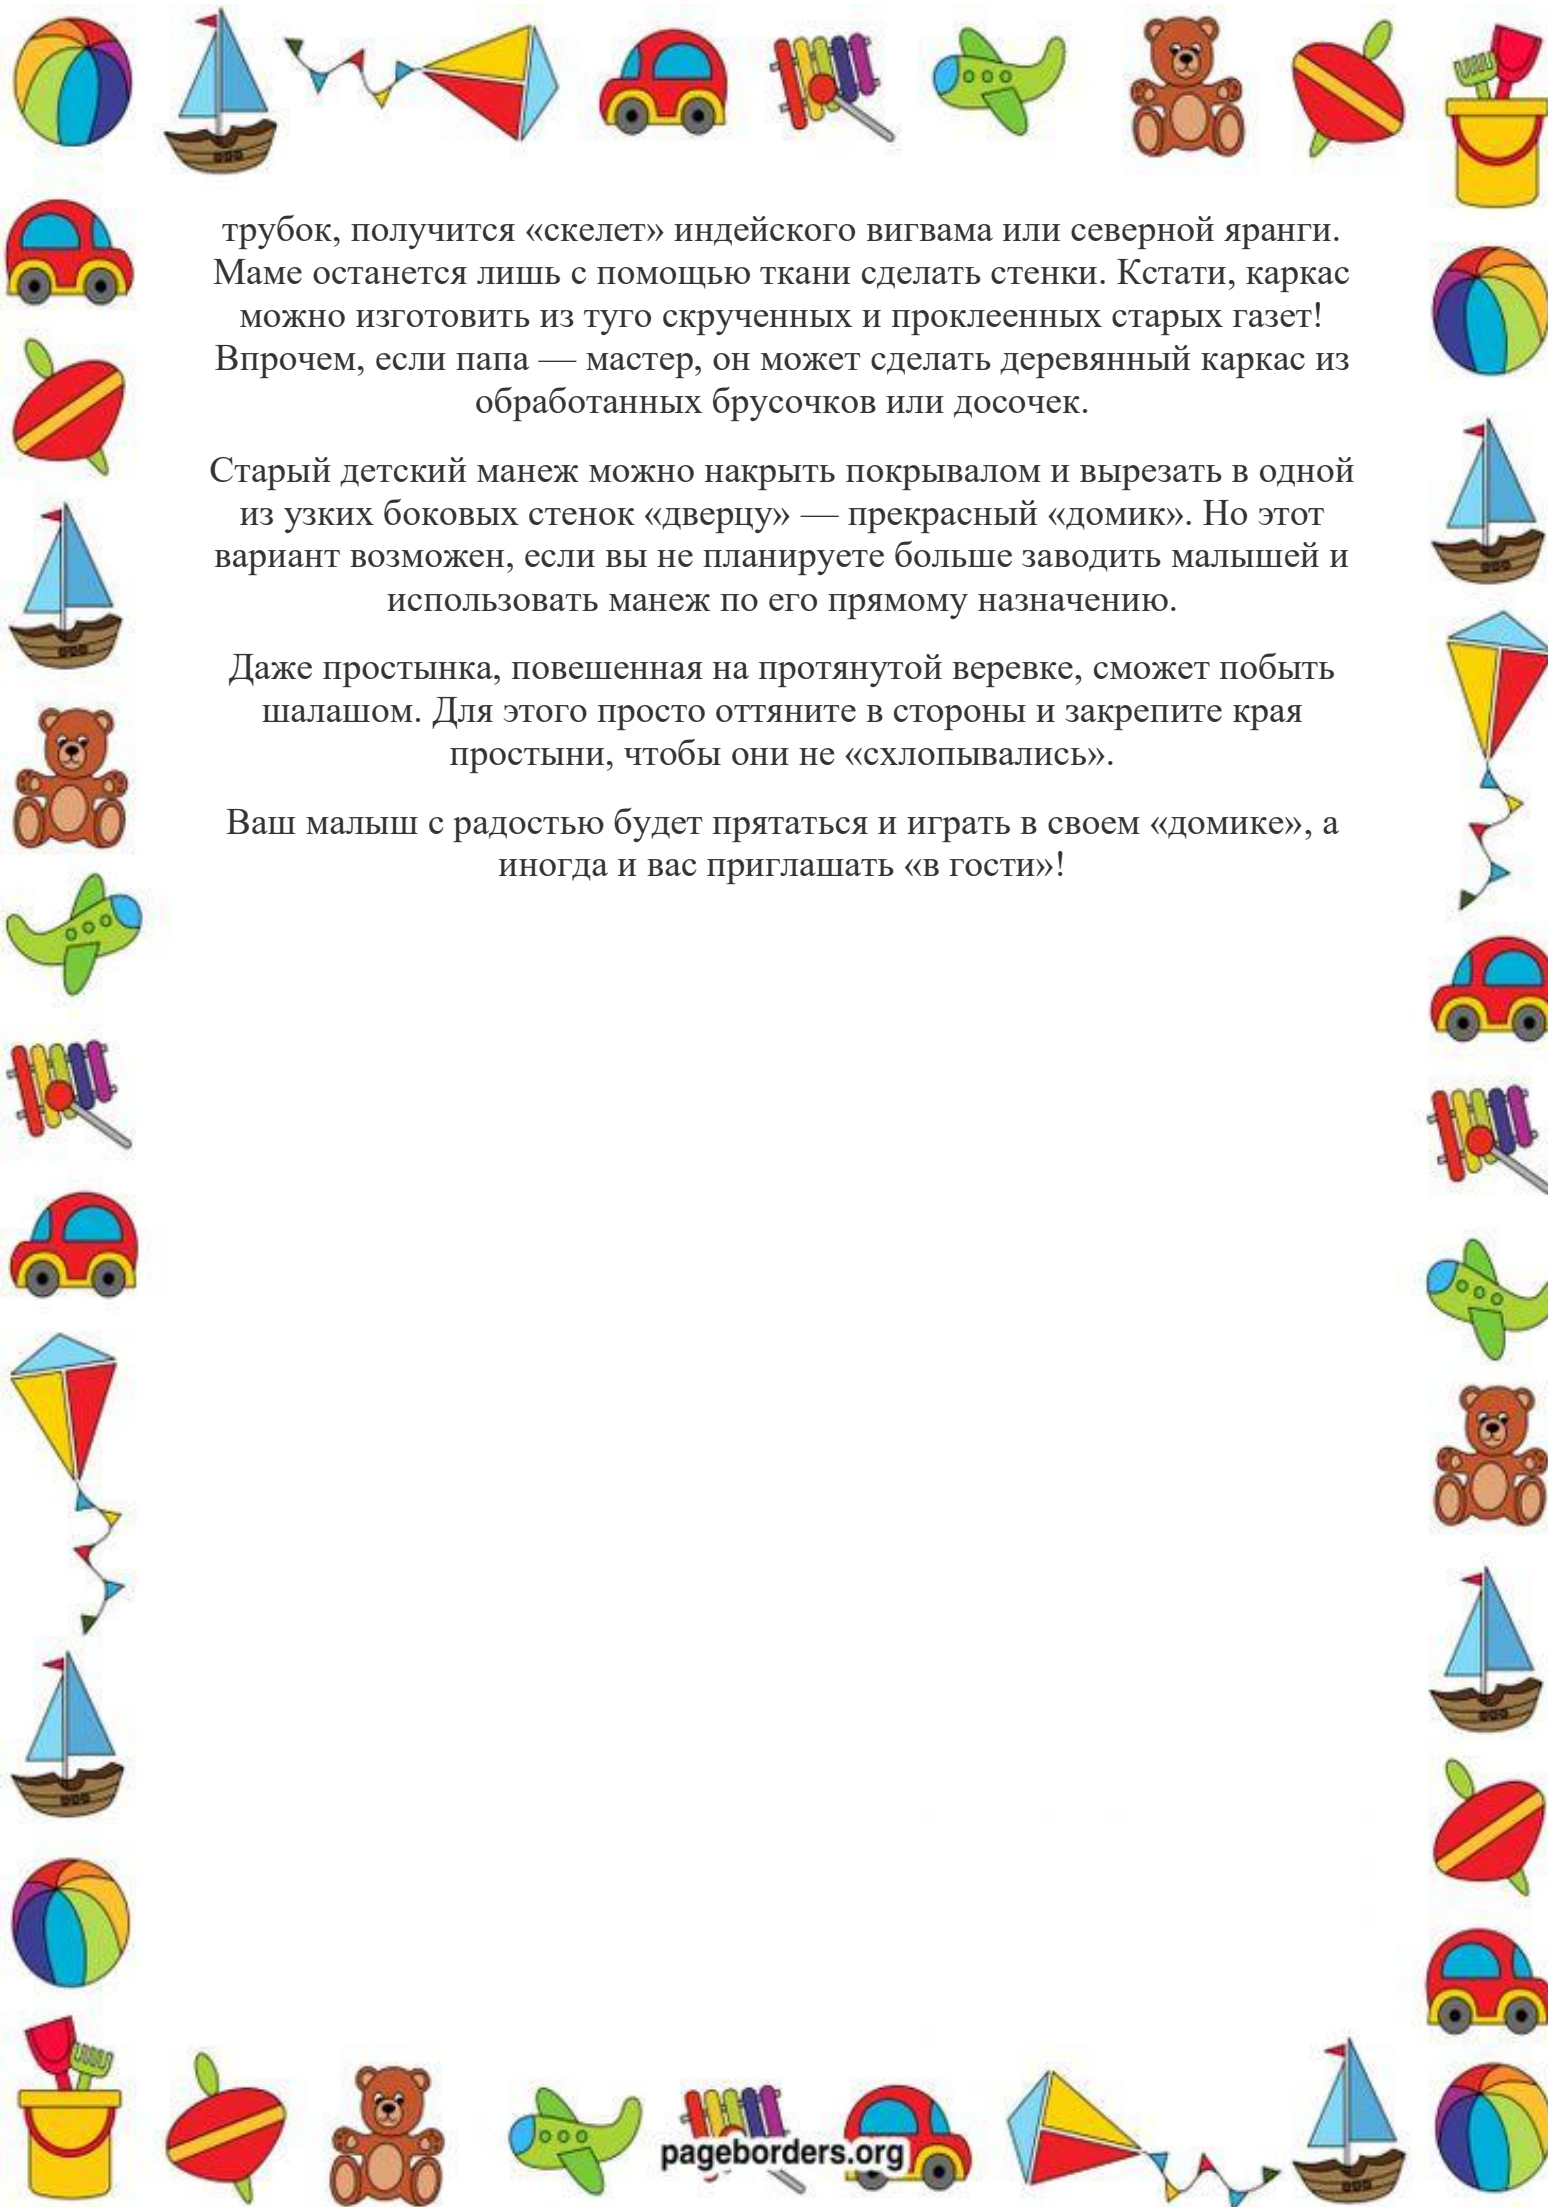 трубок, получится «скелет» индейского вигвама или северной яранги.
Маме останется лишь с помощью ткани сделать стенки. Кстати, каркас
можно изготовить из туго скрученных и проклеенных старых газет!
Впрочем, если папа — мастер, он может сделать деревянный каркас из
обработанных брусочков или досочек.
Старый детский манеж можно накрыть покрывалом и вырезать в одной
из узких боковых стенок «дверцу» — прекрасный «домик». Но этот
вариант возможен, если вы не планируете больше заводить малышей и
использовать манеж по его прямому назначению.
Даже простынка, повешенная на протянутой веревке, сможет побыть
шалашом. Для этого просто оттяните в стороны и закрепите края
простыни, чтобы они не «схлопывались».
Ваш малыш с радостью будет прятаться и играть в своем «домике», а
иногда и вас приглашать «в гости»!
pageborders.org